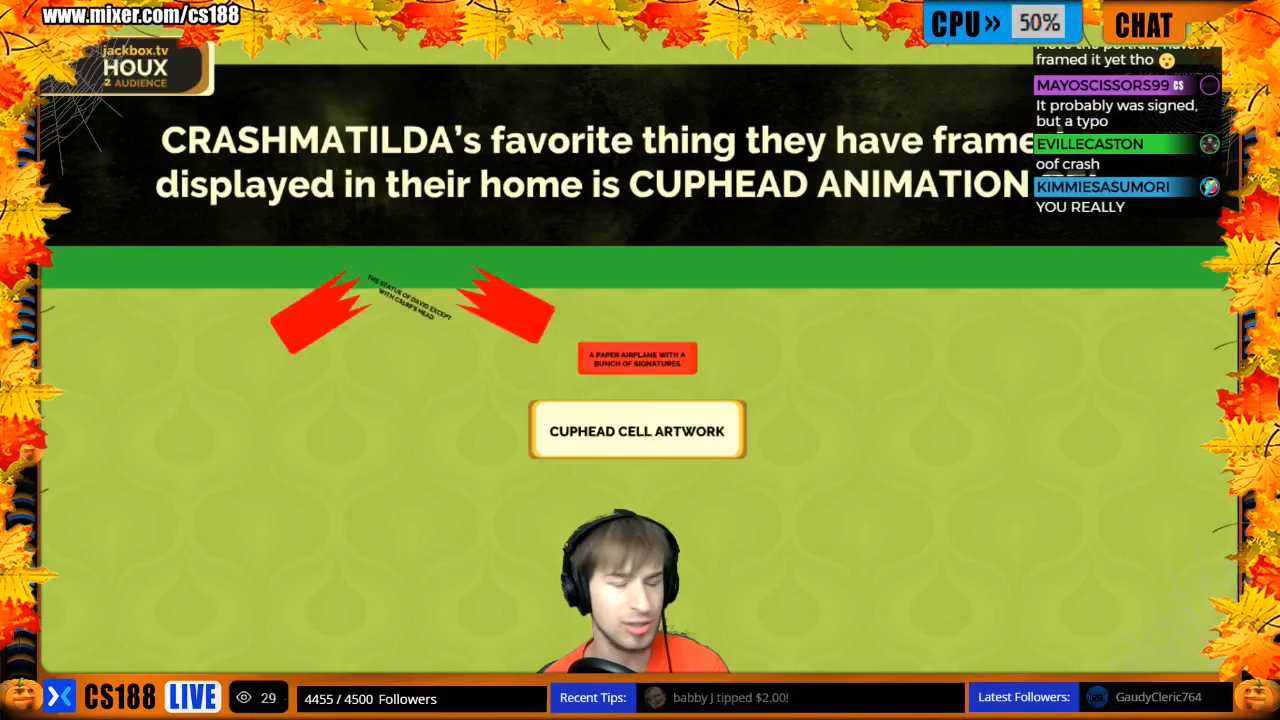 www.mixer.com/cs188
CPU» 50%
CHAT
jackbox.tv
HOUX
2 AUDIENCE
framed it yet tho
MAYOSCISSORS99 CS
It probably was signed,
but a typo
EVILLECASTON
oof crash
KIMMIESASUMORI
YOU REALLY
CRASHMATILDA's favorite thing they have frame
displayed in their home is CUPHEAD ANIMATION
THE STATUE OF DAVID EXCEPT
WITH CS188'S HEAD
A PAPER AIRPLANE WITH A
BUNCH OF SIGNATURES
CUPHEAD CELL ARTWORK
CS188 LIVE
29
4455 / 4500 Followers
Recent Tips:
babby J tipped $2.00!
Latest Followers:
GaudyCleric764